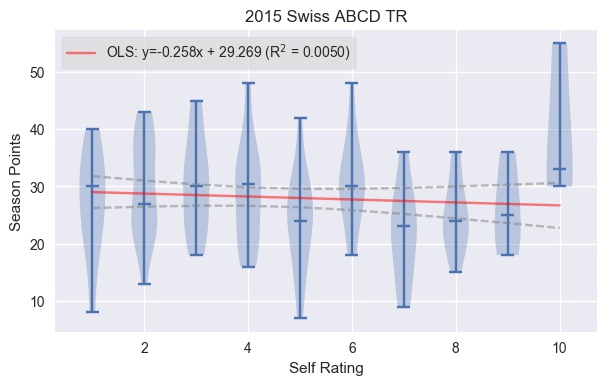 2015 Swiss ABCD TR
OLS: y=-0.258x + 29.269 (R² = 0.0050)
50
40
30
20
10
Season Points
2 4 6 8 10
Self Rating